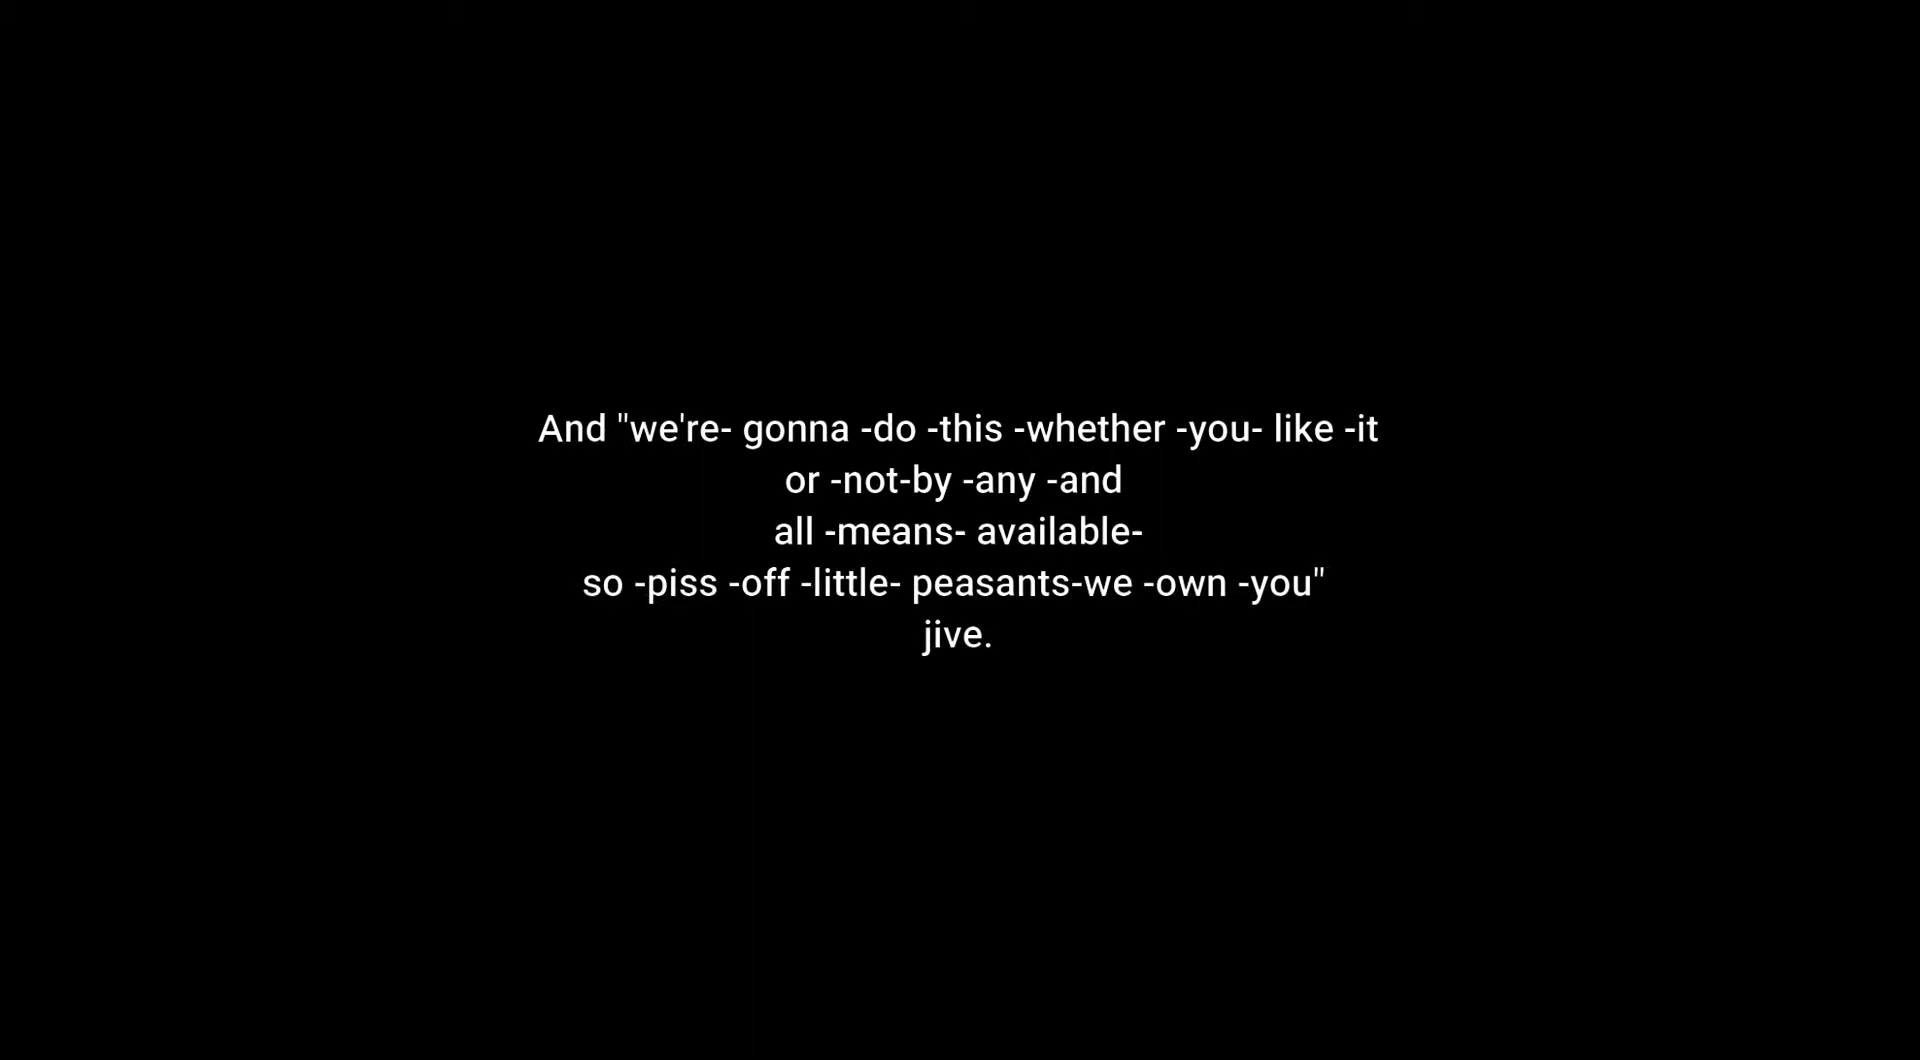 And "we're- gonna -do -this -whether -you- like -it
or -not-by -any -and
all -means- available-
so -piss -off -little- peasants-we -own -you"
jive.